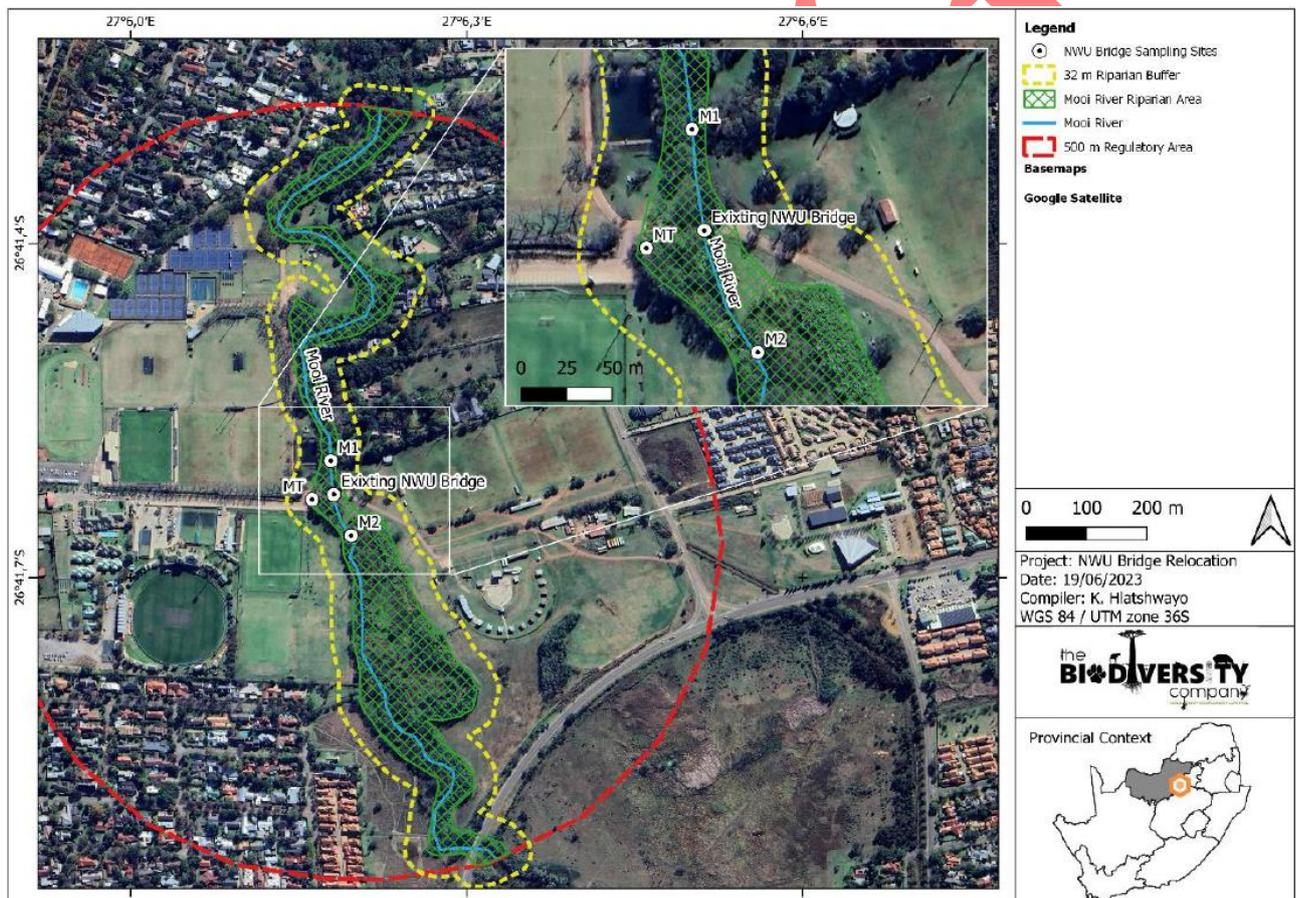 27°6,0'E 27°6,3'E 27°6,6'E
26°41,4'S
26°41,7'S
M1
Exixting NWU Bridge
MT
Mooi River
M2
0 25 50 m
Mooi River
M1
Exixting NWU Bridge
MT
M2
Legend
NWU Bridge Sampling Sites
32 m Riparian Buffer
Mooi River Riparian Area
Mooi River
500 m Regulatory Area
Basemaps
Google Satellite
0 100 200 m
Project: NWU Bridge Relocation
Date: 19/06/2023
Compiler: K. Hlatshwayo
WGS 84 / UTM zone 36S
the
BIODIVERSITY
company
Provincial Context